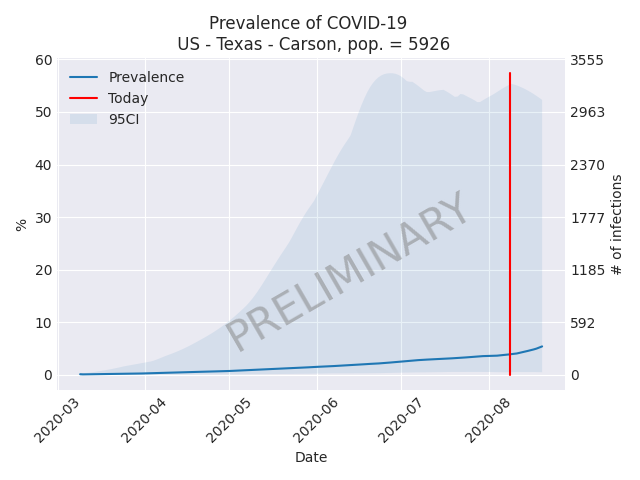 Prevalence of COVID-19
US - Texas - Carson, pop. = 5926
60
50
40
30
20
10
0
%
3555
2963
2370
1777
1185
592
0
# of infections
Prevalence
Today
95CI
PRELIMINARY
2020-03
2020-04
2020-05
2020-06
2020-07
2020-08
Date